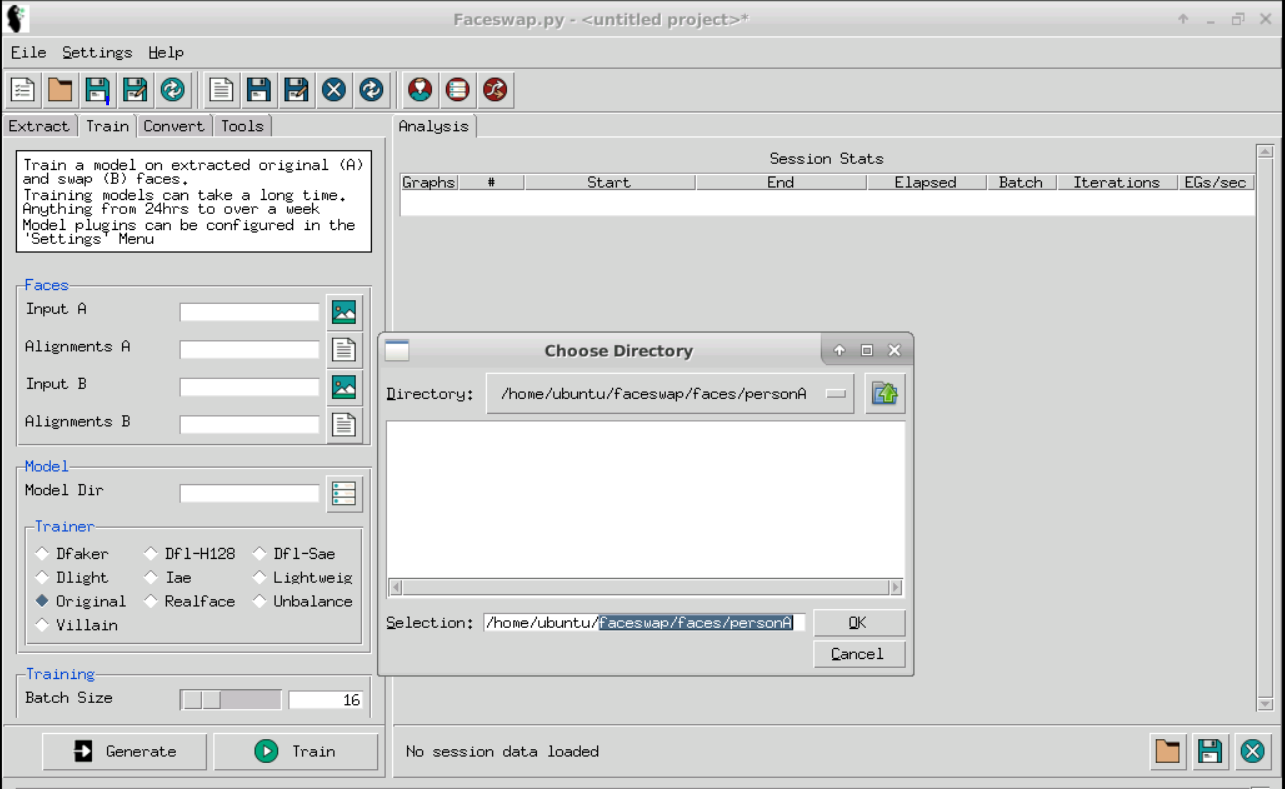 Faceswap.py - <untitled project>*
Eile Settings Help
Extract Train Convert Tools
Analysis
Train a model on extracted original (A)
and swap (B) faces.
Training models can take a long time.
Anything from 24hrs to over a week
Model plugins can be configured in the
'Settings' Menu
Session Stats
Graphs # Start End Elapsed Batch Iterations EGs/sec
Faces
Input A
Alignments A
Input B
Alignments B
Model
Model Dir
Trainer
Dfaker Dfl-H128 Dfl-Sae
Dlight Iae Lightweig
Original Realface Unbalance
Villain
Training
Batch Size 16
Generate Train
Choose Directory
Directory: /home/ubuntu/faceswap/faces/personA
Selection: /home/ubuntu/faceswap/faces/personA OK
Cancel
No session data loaded